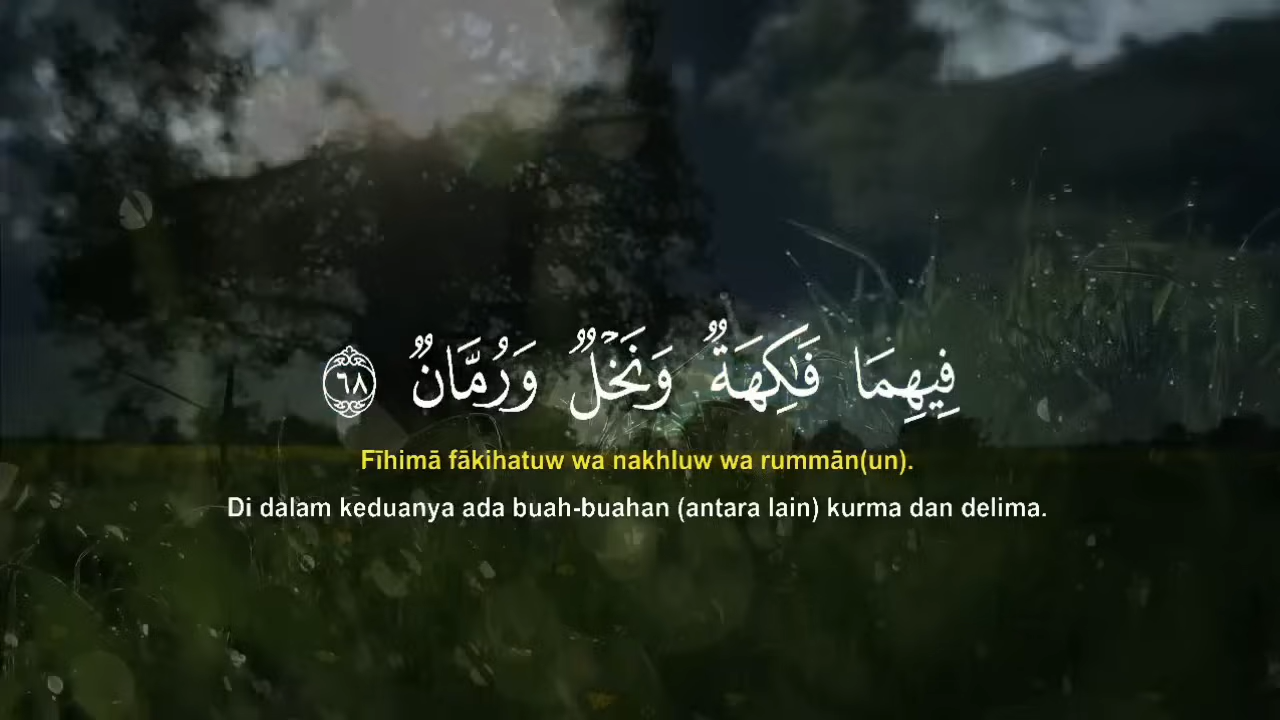 فِيهِمَا فَاكِهَةٌ وَنَخْلٌ وَرُمَّانٌ ٦٨
Fīhimā fākihatuw wa nakhluw wa rummān(un).
Di dalam keduanya ada buah-buahan (antara lain) kurma dan delima.